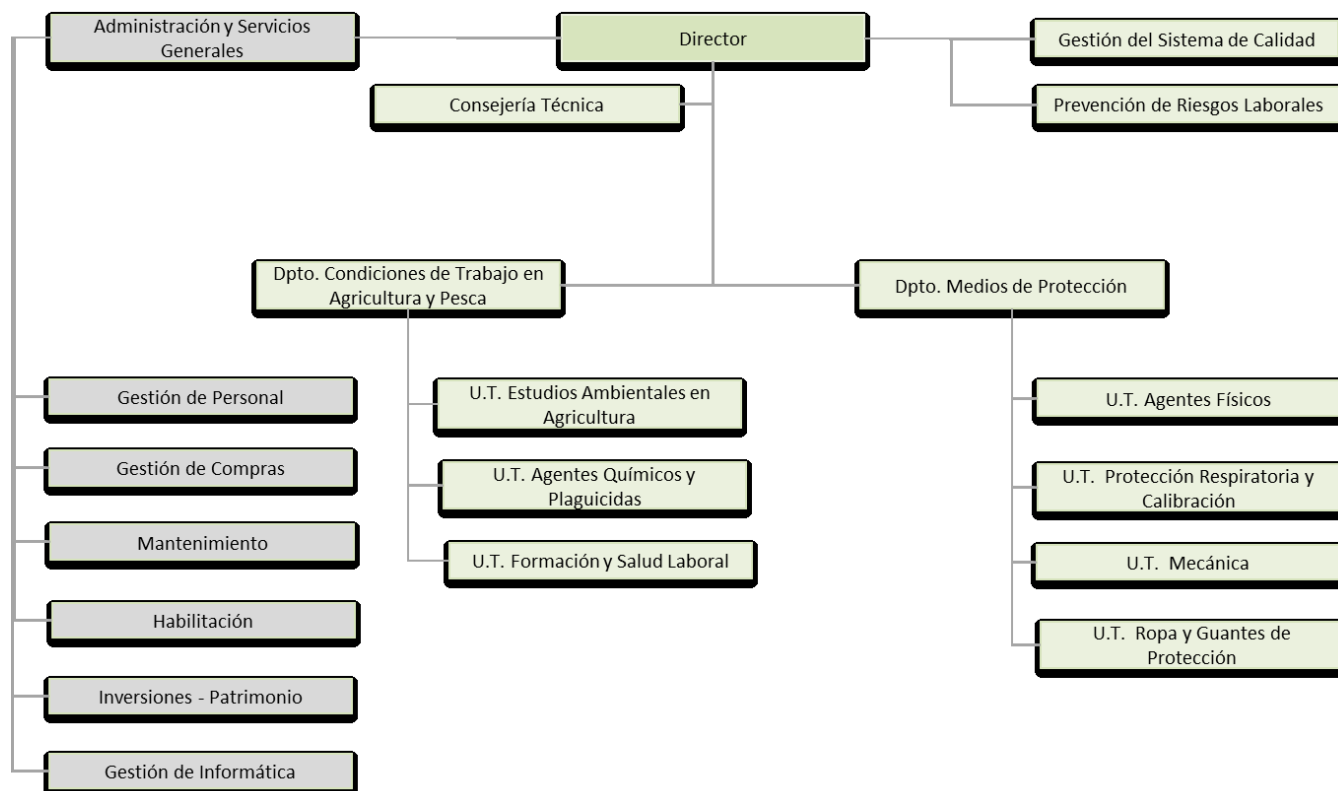 Administración y Servicios
Generales
Director
Gestión del Sistema de Calidad
Consejería Técnica
Prevención de Riesgos Laborales
Dpto. Condiciones de Trabajo en
Agricultura y Pesca
Dpto. Medios de Protección
Gestión de Personal
Gestión de Compras
Mantenimiento
Habilitación
Inversiones - Patrimonio
Gestión de Informática
U.T. Estudios Ambientales en
Agricultura
U.T. Agentes Químicos y
Plaguicidas
U.T. Formación y Salud Laboral
U.T. Agentes Físicos
U.T. Protección Respiratoria y
Calibración
U.T. Mecánica
U.T. Ropa y Guantes de
Protección